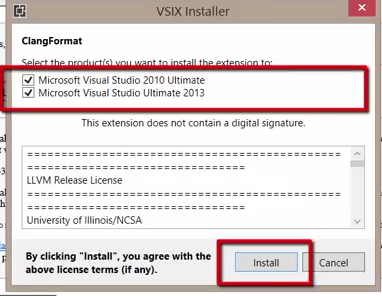 VSIX Installer
ClangFormat
Select the product(s) you want to install the extension to:
Microsoft Visual Studio 2010 Ultimate
Microsoft Visual Studio Ultimate 2013
This extension does not contain a digital signature.
==============================================
================================
LLVM Release License
==============================================
================================
University of Illinois/NCSA
By clicking "Install", you agree with the
above license terms (if any).
Install
Cancel